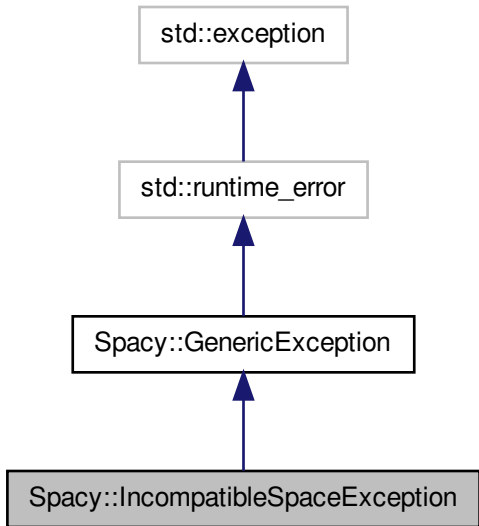 std::exception
std::runtime_error
Spacy::GenericException
Spacy::IncompatibleSpaceException